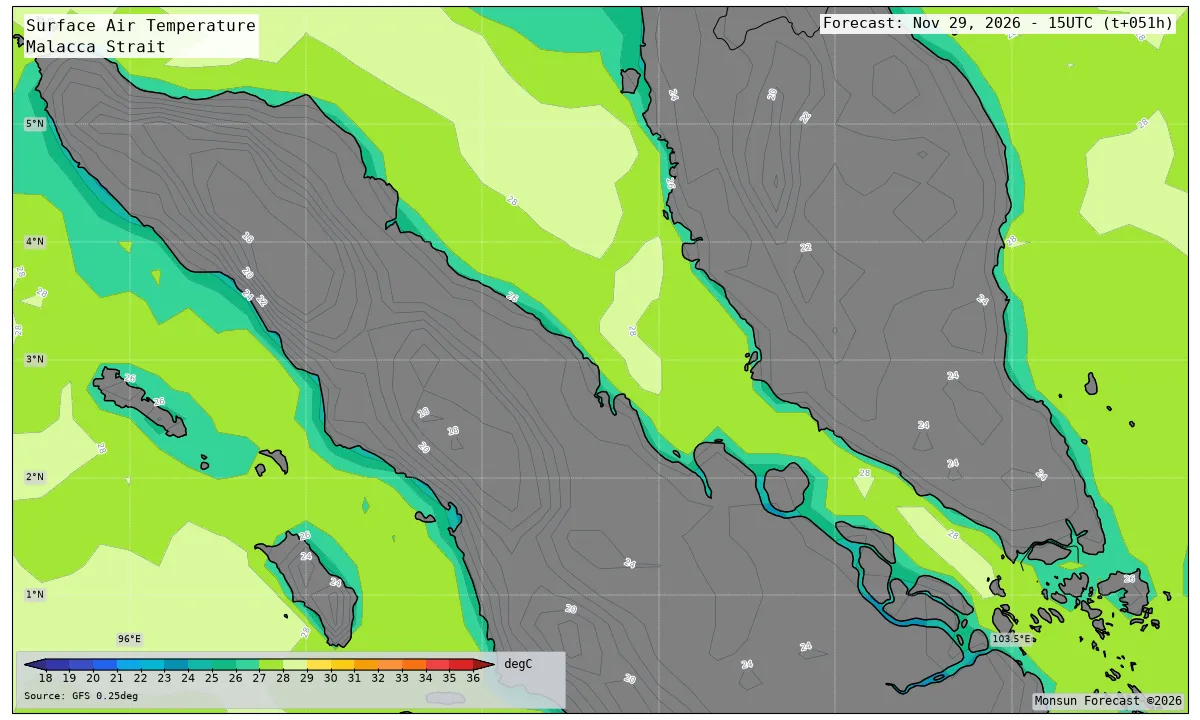 Surface Air Temperature
Malacca Strait
Forecast: Nov 29, 2026 - 15UTC (t+051h)
5°N
4°N
3°N
2°N
1°N
96°E
103.5°E
degC
18 19 20 21 22 23 24 25 26 27 28 29 30 31 32 33 34 35 36
Source: GFS 0.25deg
Monsun Forecast ©2026